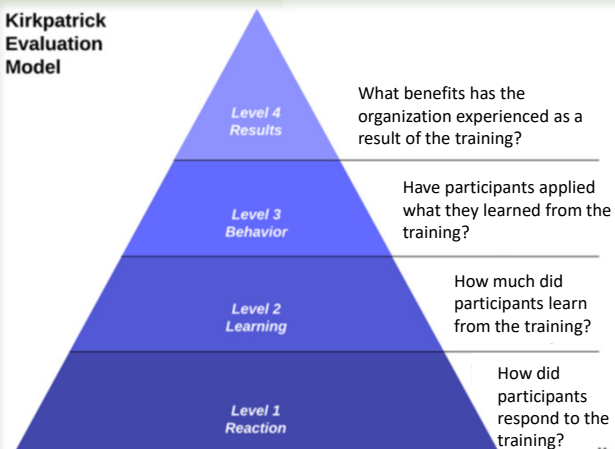 Kirkpatrick
Evaluation
Model
Level 4
Results
What benefits has the
organization experienced as a
result of the training?
Level 3
Behavior
Have participants applied
what they learned from the
training?
Level 2
Learning
How much did
participants learn
from the training?
Level 1
Reaction
How did
participants
respond to the
training?